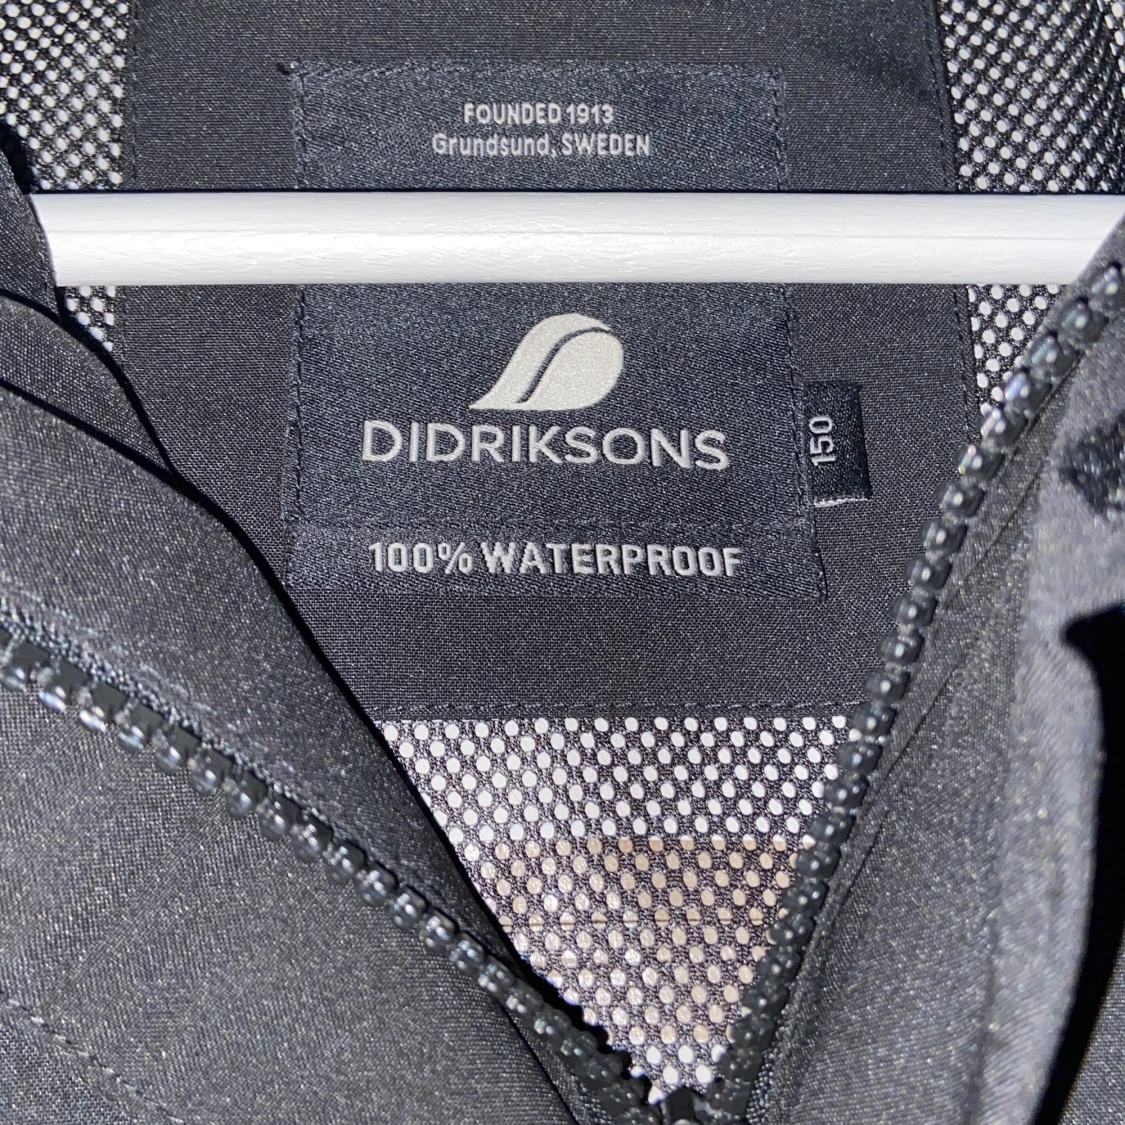 FOUNDED 1913
Grundsund, SWEDEN
DIDRIKSONS
150
100% WATERPROOF